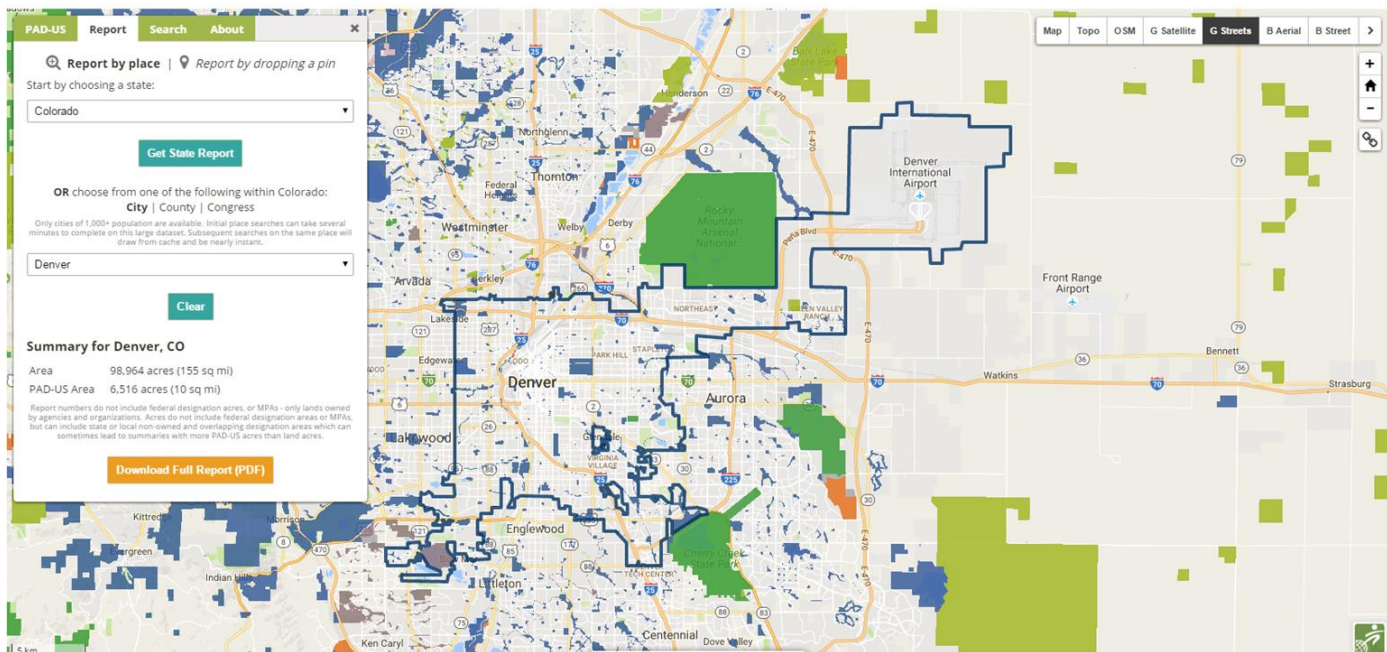 PAD-US Report Search About ×
Report by place | Report by dropping a pin
Start by choosing a state:
Colorado
Get State Report
OR choose from one of the following within Colorado:
City | County | Congress
Only cities of 1,000+ population are available. Initial place searches can take several
minutes to complete on this large dataset. Subsequent searches on the same place will
draw from cache and be nearly instant.
Denver
Clear
Summary for Denver, CO
Area 98,964 acres (155 sq mi)
PAD-US Area 6,516 acres (10 sq mi)
Report numbers do not include federal designation acres, or MPAs - only lands owned
by agencies and organizations. Acres do not include federal designation areas or MPAs,
but can include state or local non-owned and overlapping designation areas which can
sometimes lead to summaries with more PAD-US acres than land acres.
Download Full Report (PDF)
Map Topo OSM G Satellite G Streets B Aerial B Street >
+
−
Barr Lake
State Park
Henderson
Northglenn
Thornton
Federal
Westminster
Welby
Derby
Rocky
Mountain
Arsenal
National...
Denver
International
Airport
Peña Blvd
E-470
E-470
E-470
E-470
Arvada
Berkley
Front Range
Airport
NORTHEAST
Lakeside
PARK HILL
Denver
Aurora
Watkins
Bennett
Strasburg
Lakewood
Glendale
VIRGINIA
VILLAGE
Kittredge
Morrison
Evergreen
Englewood
Indian Hills
Littleton
TECH CENTER
Cherry Creek
State Park
Centennial
Ken Caryl
Dove Valley
5 km